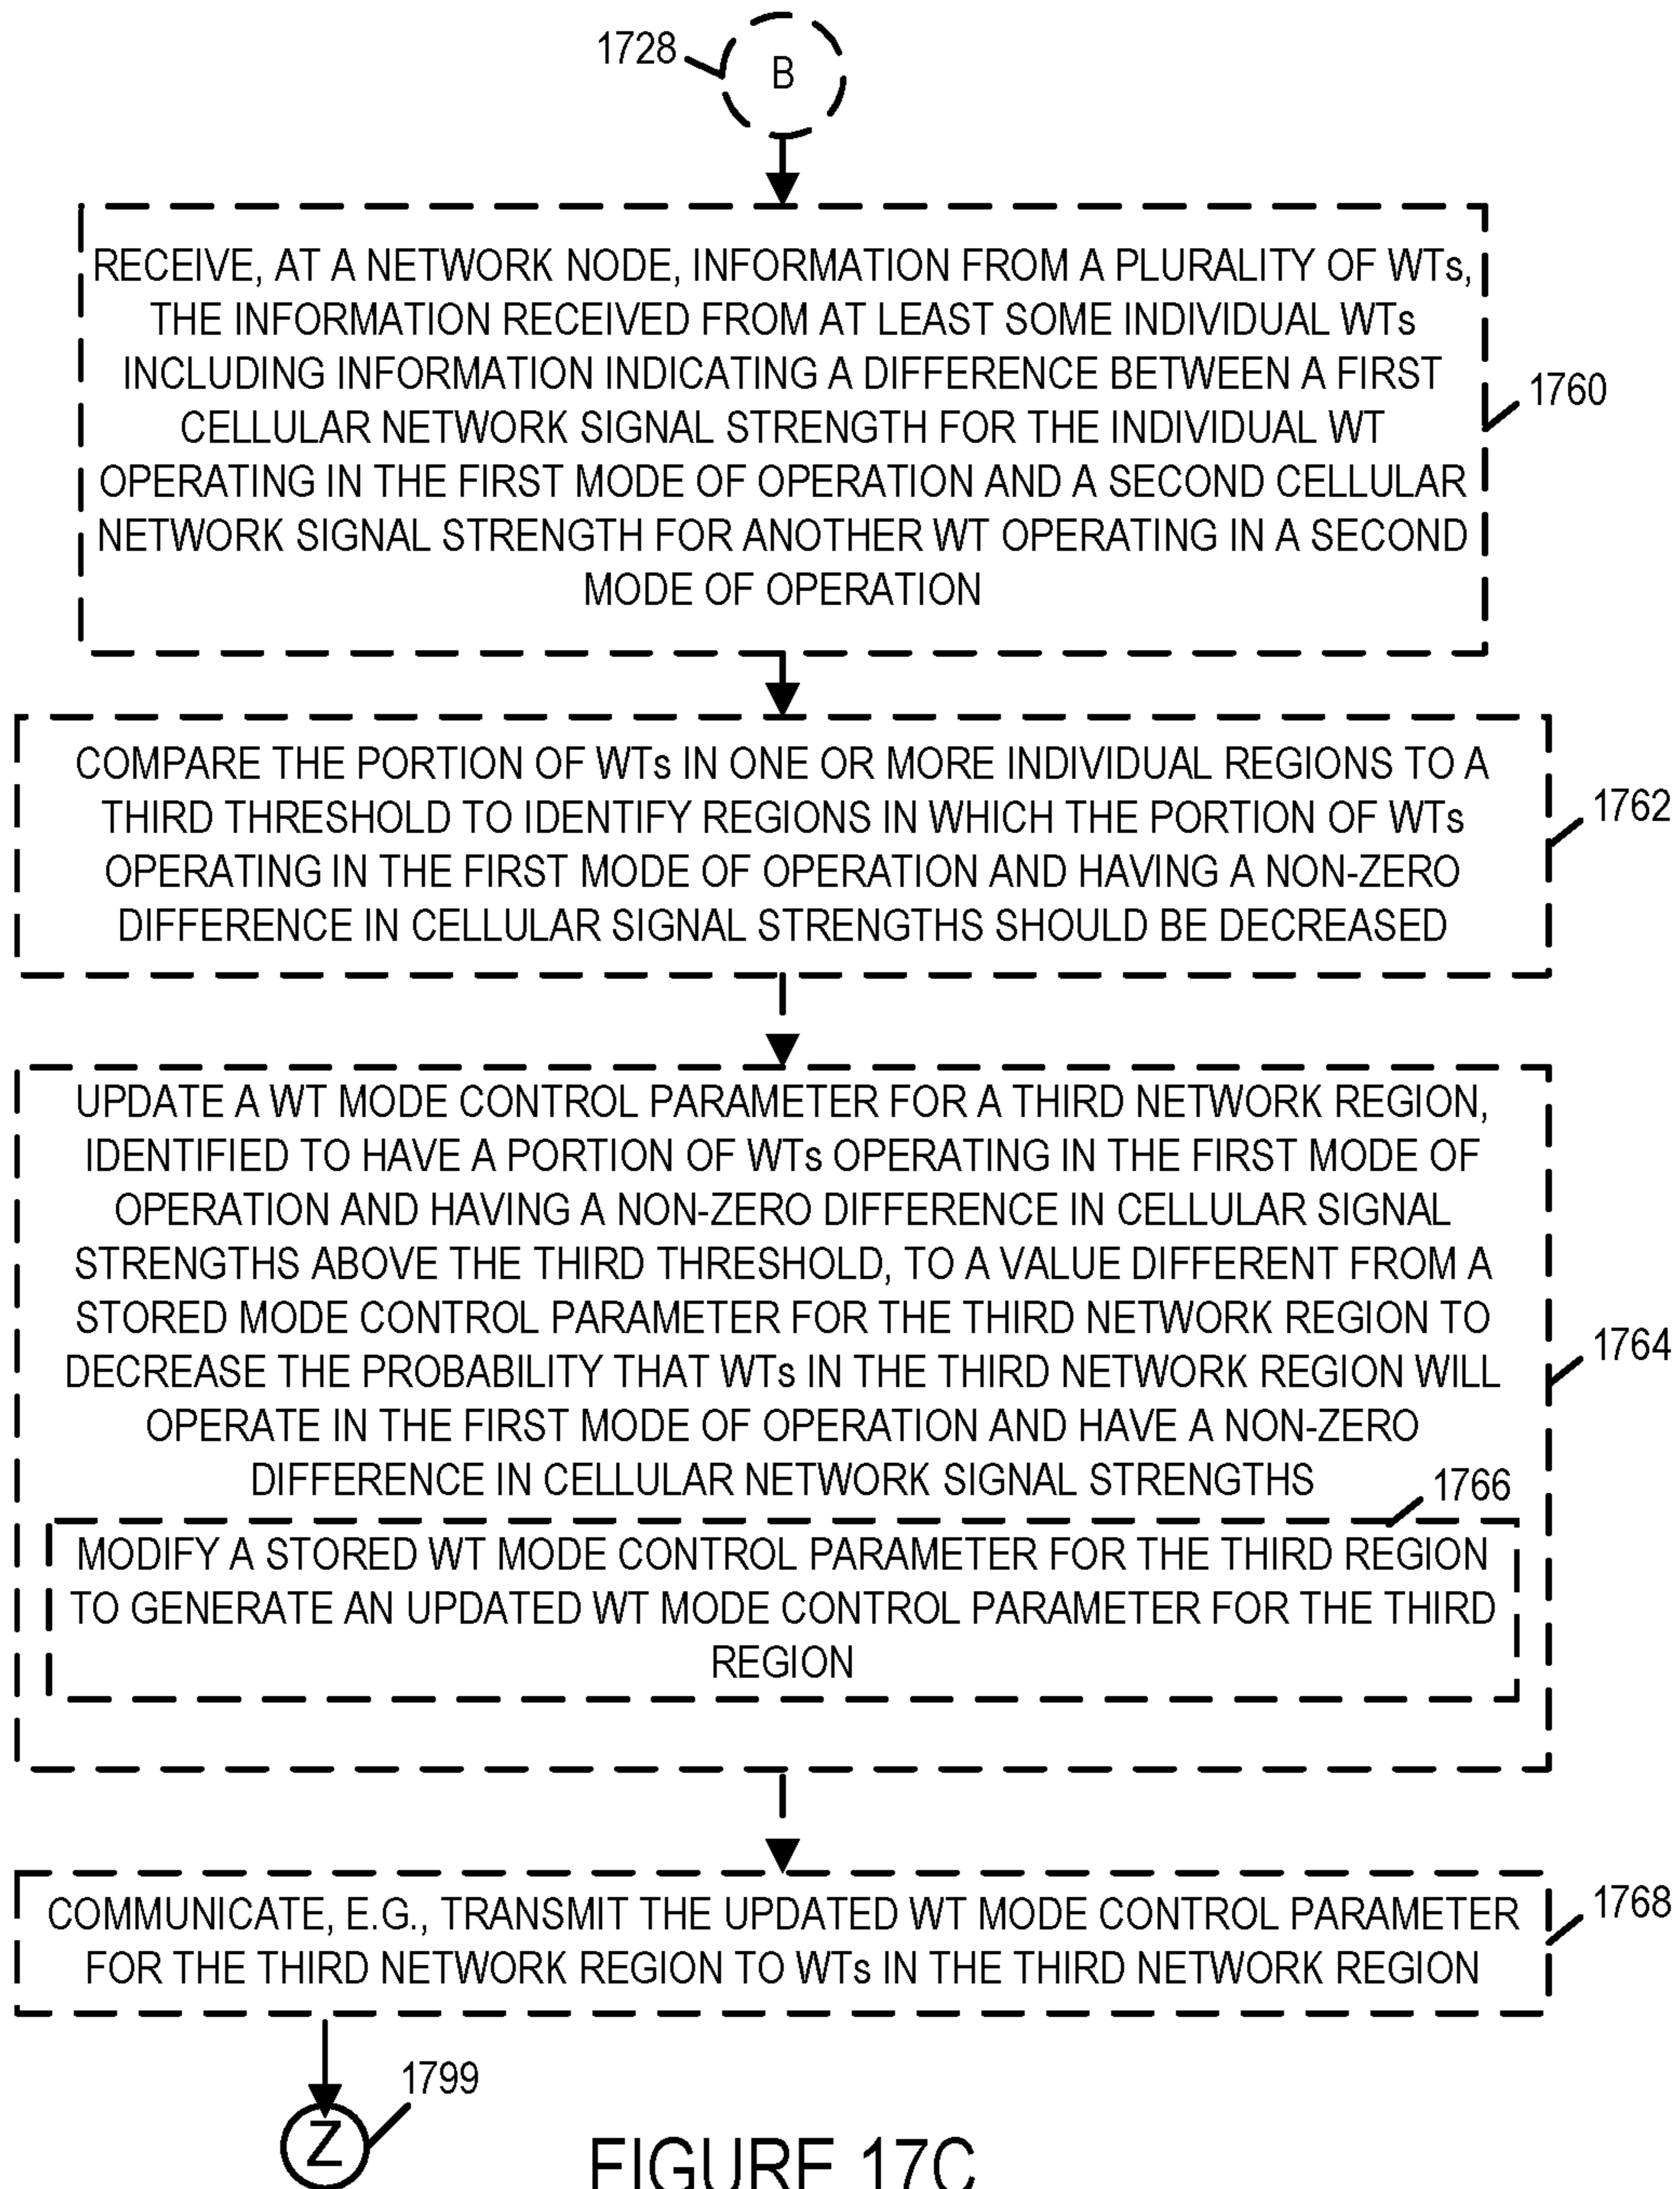 1728
B
RECEIVE, AT A NETWORK NODE, INFORMATION FROM A PLURALITY OF WTs,
THE INFORMATION RECEIVED FROM AT LEAST SOME INDIVIDUAL WTs
INCLUDING INFORMATION INDICATING A DIFFERENCE BETWEEN A FIRST
CELLULAR NETWORK SIGNAL STRENGTH FOR THE INDIVIDUAL WT
OPERATING IN THE FIRST MODE OF OPERATION AND A SECOND CELLULAR
NETWORK SIGNAL STRENGTH FOR ANOTHER WT OPERATING IN A SECOND
MODE OF OPERATION
1760
COMPARE THE PORTION OF WTs IN ONE OR MORE INDIVIDUAL REGIONS TO A
THIRD THRESHOLD TO IDENTIFY REGIONS IN WHICH THE PORTION OF WTs
OPERATING IN THE FIRST MODE OF OPERATION AND HAVING A NON-ZERO
DIFFERENCE IN CELLULAR SIGNAL STRENGTHS SHOULD BE DECREASED
1762
UPDATE A WT MODE CONTROL PARAMETER FOR A THIRD NETWORK REGION,
IDENTIFIED TO HAVE A PORTION OF WTs OPERATING IN THE FIRST MODE OF
OPERATION AND HAVING A NON-ZERO DIFFERENCE IN CELLULAR SIGNAL
STRENGTHS ABOVE THE THIRD THRESHOLD, TO A VALUE DIFFERENT FROM A
STORED MODE CONTROL PARAMETER FOR THE THIRD NETWORK REGION TO
DECREASE THE PROBABILITY THAT WTs IN THE THIRD NETWORK REGION WILL
OPERATE IN THE FIRST MODE OF OPERATION AND HAVE A NON-ZERO
DIFFERENCE IN CELLULAR NETWORK SIGNAL STRENGTHS
1764
1766
MODIFY A STORED WT MODE CONTROL PARAMETER FOR THE THIRD REGION
TO GENERATE AN UPDATED WT MODE CONTROL PARAMETER FOR THE THIRD
REGION
COMMUNICATE, E.G., TRANSMIT THE UPDATED WT MODE CONTROL PARAMETER
FOR THE THIRD NETWORK REGION TO WTs IN THE THIRD NETWORK REGION
1768
1799
Z
FIGURE 17C